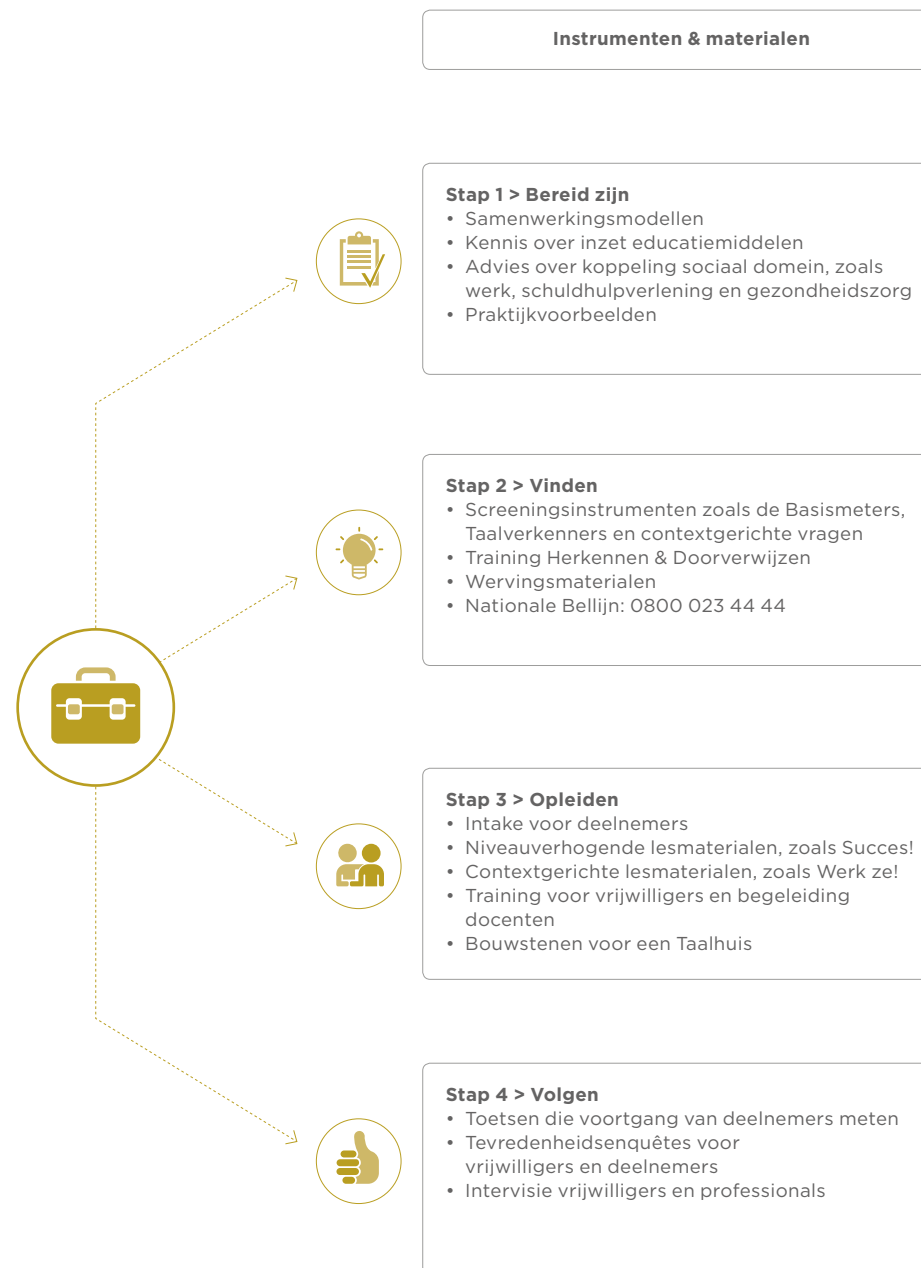 Instrumenten & materialen
Stap 1 > Bereid zijn
• Samenwerkingsmodellen
• Kennis over inzet educatiemiddelen
• Advies over koppeling sociaal domein, zoals
werk, schuldhulpverlening en gezondheidszorg
• Praktijkvoorbeelden
Stap 2 > Vinden
• Screeningsinstrumenten zoals de Basismeters,
Taalverkenners en contextgerichte vragen
• Training Herkennen & Doorverwijzen
• Wervingsmaterialen
• Nationale Bellijn: 0800 023 44 44
Stap 3 > Opleiden
• Intake voor deelnemers
• Niveauverhogende lesmaterialen, zoals Succes!
• Contextgerichte lesmaterialen, zoals Werk ze!
• Training voor vrijwilligers en begeleiding
docenten
• Bouwstenen voor een Taalhuis
Stap 4 > Volgen
• Toetsen die voortgang van deelnemers meten
• Tevredenheidsenquêtes voor
vrijwilligers en deelnemers
• Intervisie vrijwilligers en professionals